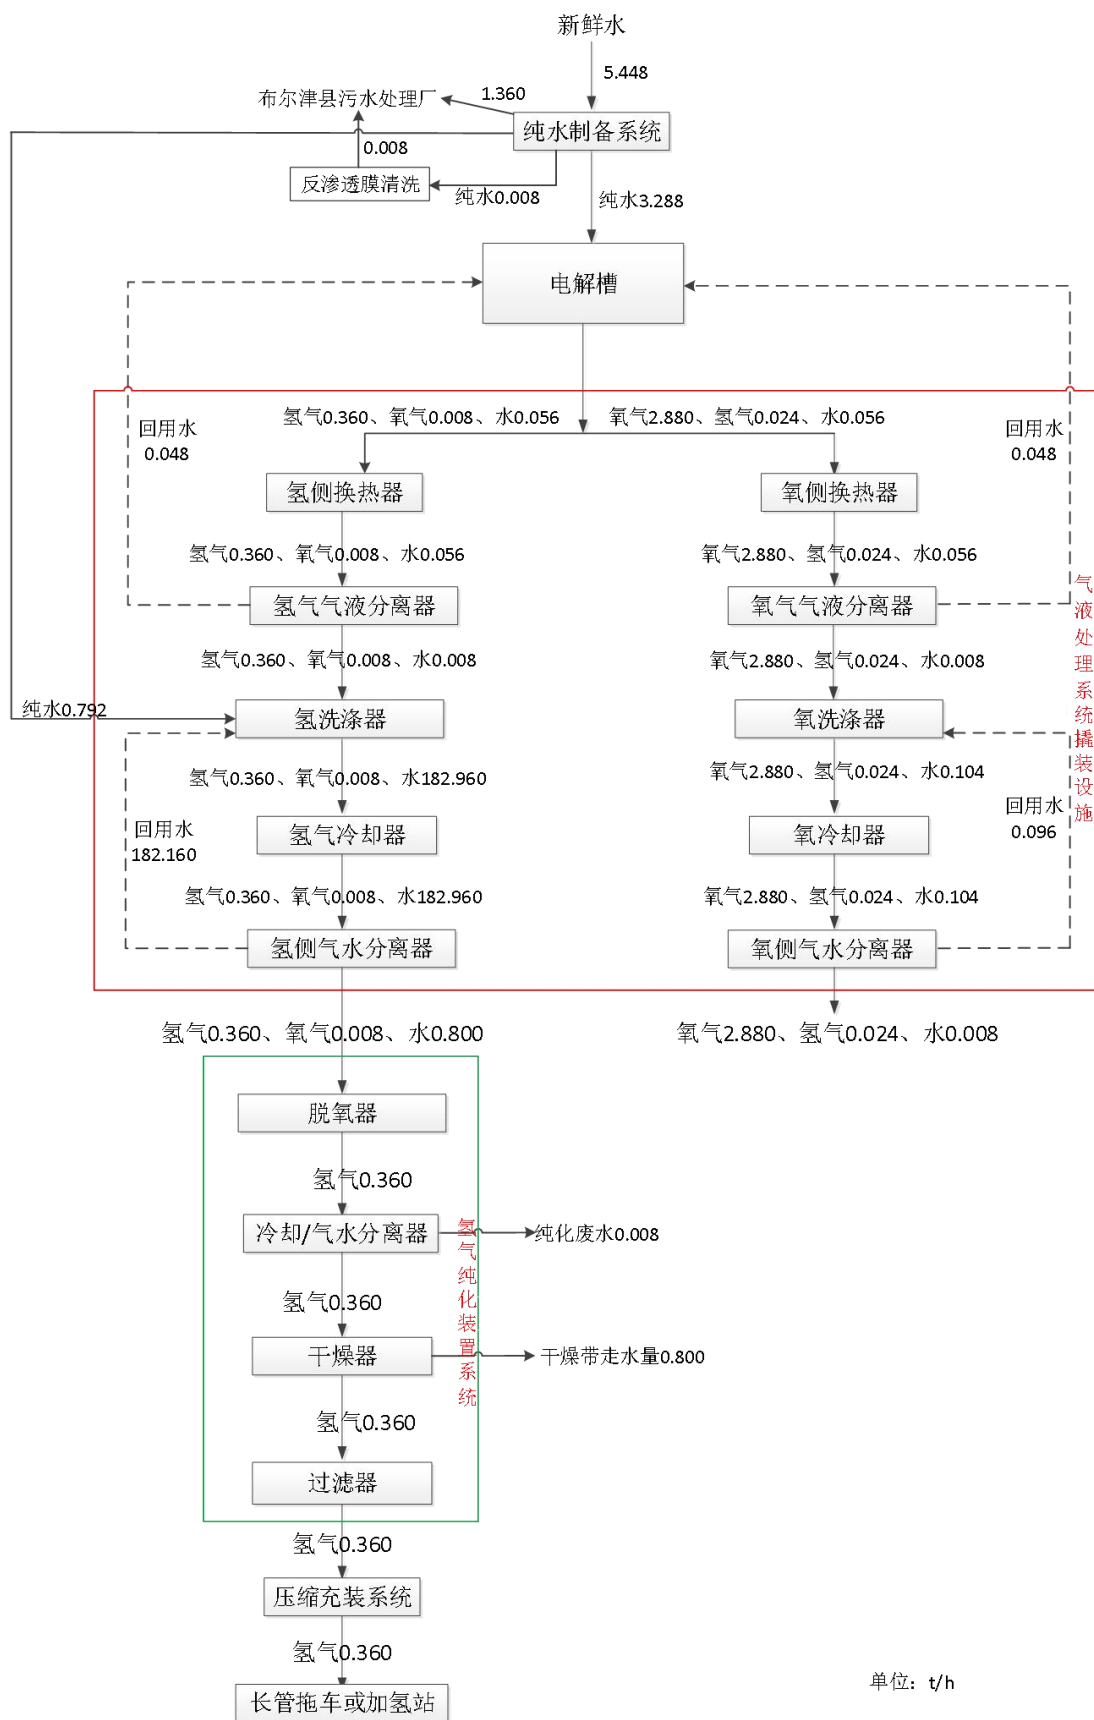 新鲜水
5.448
布尔津县污水处理厂
1.360
纯水制备系统
0.008
反渗透膜清洗
纯水0.008
纯水3.288
电解槽
氢气0.360、氧气0.008、水0.056
氧气2.880、氢气0.024、水0.056
回用水
0.048
回用水
0.048
氢侧换热器
氧侧换热器
氢气0.360、氧气0.008、水0.056
氧气2.880、氢气0.024、水0.056
氢气气液分离器
氧气气液分离器
氢气0.360、氧气0.008、水0.008
氧气2.880、氢气0.024、水0.008
气液处理系统撬装设施
纯水0.792
氢洗涤器
氧洗涤器
氢气0.360、氧气0.008、水182.960
氧气2.880、氢气0.024、水0.104
回用水
182.160
回用水
0.096
氢气冷却器
氧冷却器
氢气0.360、氧气0.008、水182.960
氧气2.880、氢气0.024、水0.104
氢侧气水分离器
氧侧气水分离器
氢气0.360、氧气0.008、水0.800
氧气2.880、氢气0.024、水0.008
脱氧器
氢气0.360
冷却/气水分离器
纯化废水0.008
氢气纯化装置系统
氢气0.360
干燥器
干燥带走水量0.800
氢气0.360
过滤器
氢气0.360
压缩充装系统
氢气0.360
长管拖车或加氢站
单位：t/h